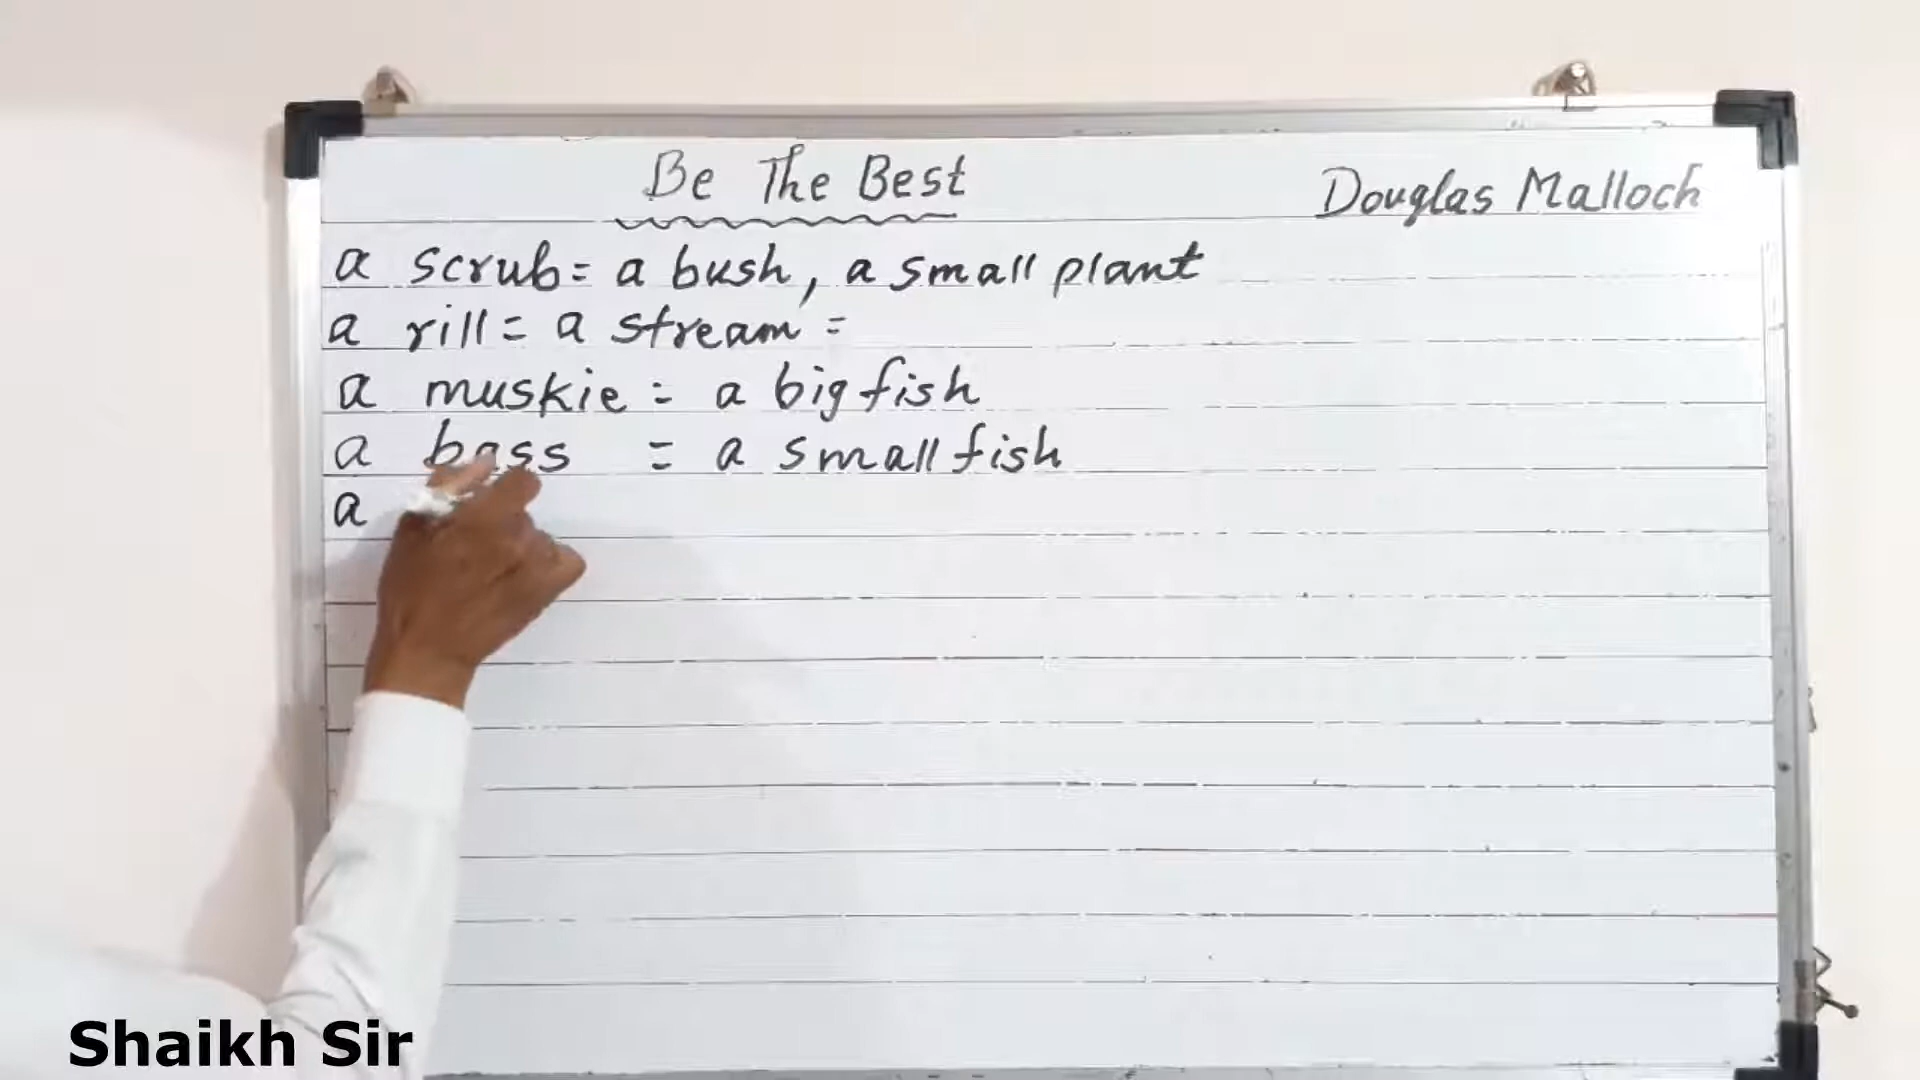 Be The Best
Douglas Malloch
a scrub = a bush, a small plant
a rill = a stream =
a muskie = a big fish
a bass = a small fish
a
Shaikh Sir